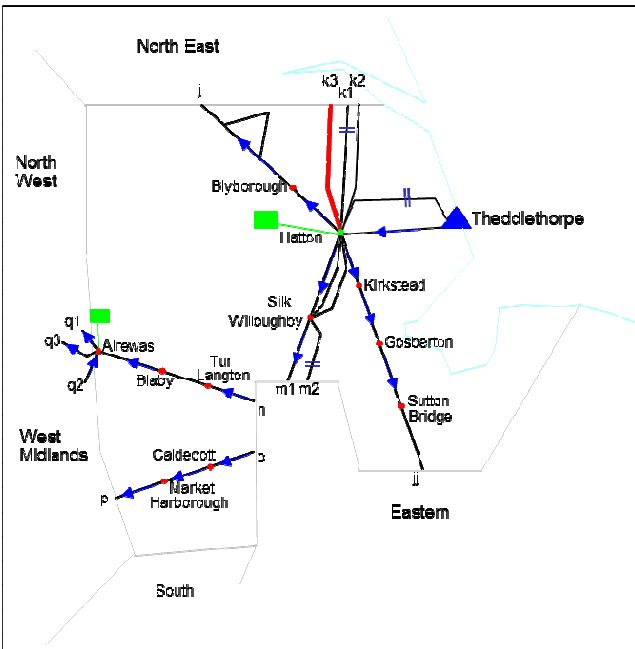 North East
k3 k2
k1
j
North
West
Blyborough
Theddlethorpe
Hatton
Kirkstead
Silk
Willoughby
q1
q3
Alrewas
Gosberton
Tur
Langton
Blaby
q2
m1 m2
n
Sutton
Bridge
West
Midlands
Caldecott
o
Market
Harborough
p
jj
Eastern
South